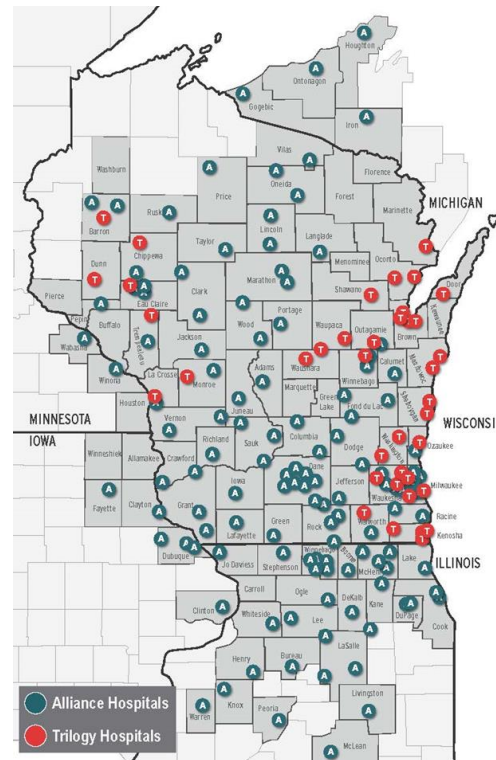 Houghton
Ontonagon
Gogebic
Iron
Vilas
Florence
Washburn
Oneida
Forest
Price
Marinette
MICHIGAN
Rusk
Barron
Lincoln
Langlade
Taylor
Chippewa
Menominee
Oconto
Door
Dunn
Marathon
Shawano
Clark
Pierce
Eau Claire
Pepin
Buffalo
Portage
Kewaunee
Wood
Waupaca
Outagamie
Brown
Wabasha
Trempealeau
Jackson
Manitowoc
Adams
Waushara
Calumet
Winona
La Crosse
Monroe
Winnebago
Marquette
Sheboygan
Houston
Green
Lake
Fond du Lac
Juneau
MINNESOTA
Vernon
WISCONSI
IOWA
Columbia
Washington
Ozaukee
Richland
Sauk
Dodge
Winneshiek
Allamakee
Crawford
Dane
Milwaukee
Iowa
Jefferson
Waukesha
Fayette
Clayton
Grant
Racine
Lafayette
Green
Rock
Walworth
Kenosha
Dubuque
Jo Daviess
Stephenson
Winnebago
Boone
McHenry
Lake
ILLINOIS
Carroll
Ogle
DeKalb
Kane
Clinton
Whiteside
Lee
DuPage
Cook
LaSalle
Henry
Bureau
Knox
Livingston
Warren
Peoria
McLean
A Alliance Hospitals
T Trilogy Hospitals